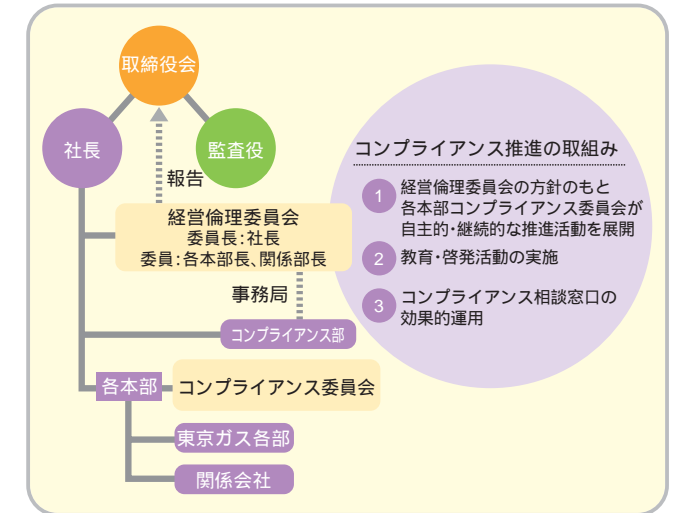 取締役会
社長
監査役
報告
経営倫理委員会
委員長：社長
委員：各本部長、関係部長
事務局
コンプライアンス部
各本部
コンプライアンス委員会
東京ガス各部
関係会社
コンプライアンス推進の取組み
1 経営倫理委員会の方針のもと
各本部コンプライアンス委員会が
自主的・継続的な推進活動を展開
2 教育・啓発活動の実施
3 コンプライアンス相談窓口の
効果的運用